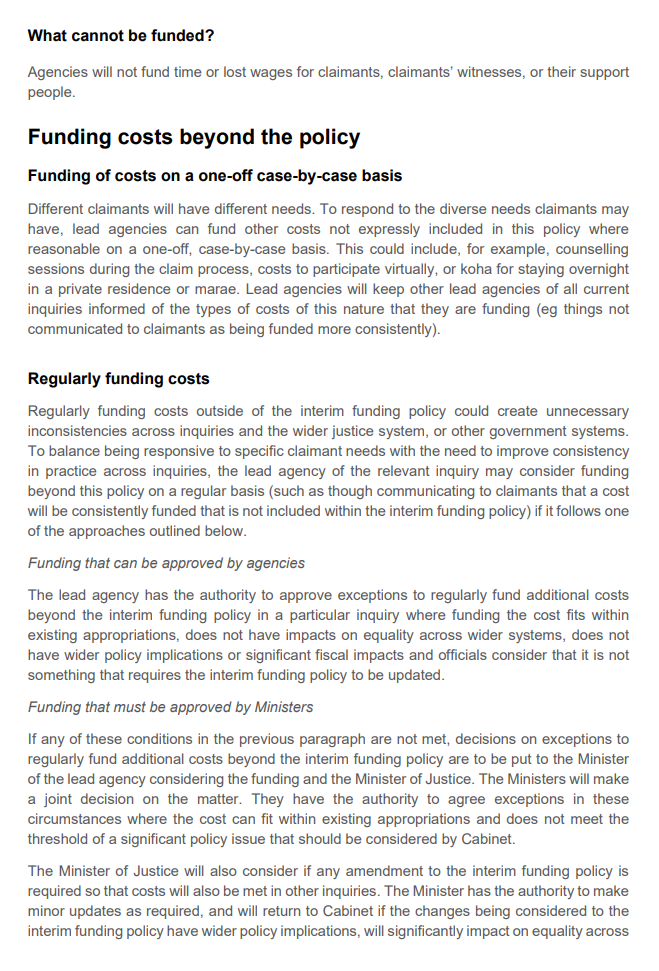 What cannot be funded?
Agencies will not fund time or lost wages for claimants, claimants' witnesses, or their support
people.
Funding costs beyond the policy
Funding of costs on a one-off case-by-case basis
Different claimants will have different needs. To respond to the diverse needs claimants may
have, lead agencies can fund other costs not expressly included in this policy where
reasonable on a one-off, case-by-case basis. This could include, for example, counselling
sessions during the claim process, costs to participate virtually, or koha for staying overnight
in a private residence or marae. Lead agencies will keep other lead agencies of all current
inquiries informed of the types of costs of this nature that they are funding (eg things not
communicated to claimants as being funded more consistently).
Regularly funding costs
Regularly funding costs outside of the interim funding policy could create unnecessary
inconsistencies across inquiries and the wider justice system, or other government systems.
To balance being responsive to specific claimant needs with the need to improve consistency
in practice across inquiries, the lead agency of the relevant inquiry may consider funding
beyond this policy on a regular basis (such as though communicating to claimants that a cost
will be consistently funded that is not included within the interim funding policy) if it follows one
of the approaches outlined below.
Funding that can be approved by agencies
The lead agency has the authority to approve exceptions to regularly fund additional costs
beyond the interim funding policy in a particular inquiry where funding the cost fits within
existing appropriations, does not have impacts on equality across wider systems, does not
have wider policy implications or significant fiscal impacts and officials consider that it is not
something that requires the interim funding policy to be updated.
Funding that must be approved by Ministers
If any of these conditions in the previous paragraph are not met, decisions on exceptions to
regularly fund additional costs beyond the interim funding policy are to be put to the Minister
of the lead agency considering the funding and the Minister of Justice. The Ministers will make
a joint decision on the matter. They have the authority to agree exceptions in these
circumstances where the cost can fit within existing appropriations and does not meet the
threshold of a significant policy issue that should be considered by Cabinet.
The Minister of Justice will also consider if any amendment to the interim funding policy is
required so that costs will also be met in other inquiries. The Minister has the authority to make
minor updates as required, and will return to Cabinet if the changes being considered to the
interim funding policy have wider policy implications, will significantly impact on equality across